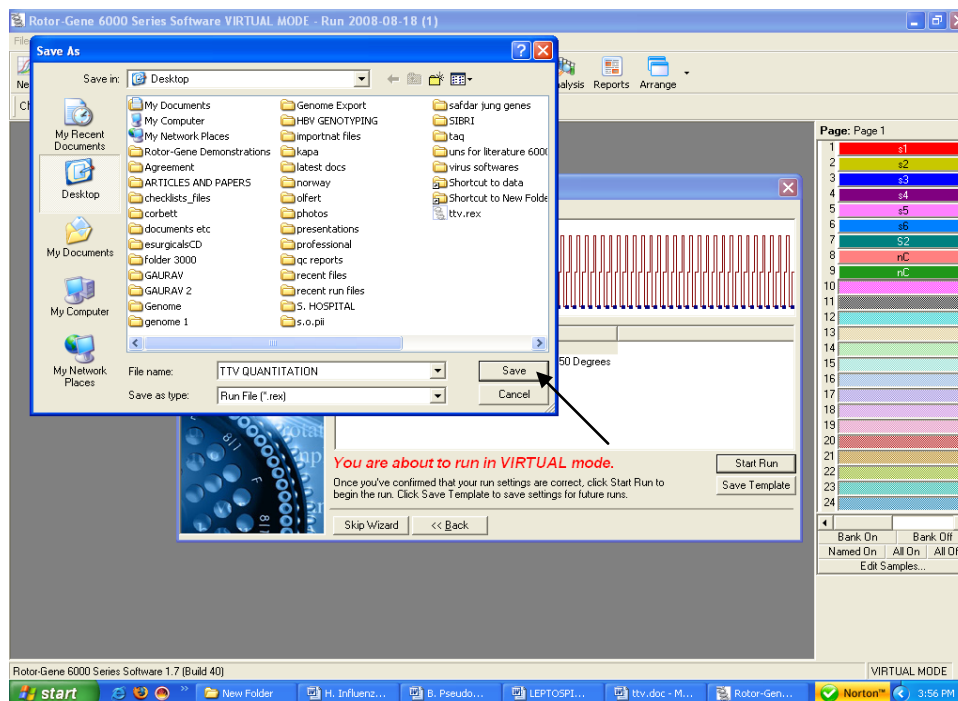 Rotor-Gene 6000 Series Software VIRTUAL MODE - Run 2008-08-18 (1)
File
Save As
Save in:
Desktop
Ne
alysis
Reports
Arrange
Ch
My Recent Documents
Desktop
My Documents
My Computer
My Network Places
My Documents
My Computer
My Network Places
Rotor-Gene Demonstrations
Agreement
ARTICLES AND PAPERS
checklists_files
corbett
documents etc
esurgicalsCD
folder 3000
GAURAV
GAURAV 2
Genome
genome 1
Genome Export
HBV GENOTYPING
importnat files
kapa
latest docs
norway
olfert
photos
presentations
professional
qc reports
recent files
recent run files
S. HOSPITAL
s.o.pii
safdar jung genes
SIBRI
taq
uns for literature 600(
virus softwares
Shortcut to data
Shortcut to New Folde
ttv.rex
File name:
TTV QUANTITATION
Save
Save as type:
Run File (*.rex)
Cancel
50 Degrees
You are about to run in VIRTUAL mode.
Once you've confirmed that your run settings are correct, click Start Run to
begin the run. Click Save Template to save settings for future runs.
Start Run
Save Template
Skip Wizard
<< Back
Page: Page 1
1 s1
2 s2
3 s3
4 s4
5 s5
6 s6
7 S2
8 nC
9 nC
10
11
12
13
14
15
16
17
18
19
20
21
22
23
24
Bank On Bank Off
Named On All On All Of
Edit Samples...
Rotor-Gene 6000 Series Software 1.7 (Build 40)
VIRTUAL MODE
start
New Folder
H. Influenz...
B. Pseudo...
LEPTOSPI...
ttv.doc - M...
Rotor-Gen...
Norton™
3:56 PM